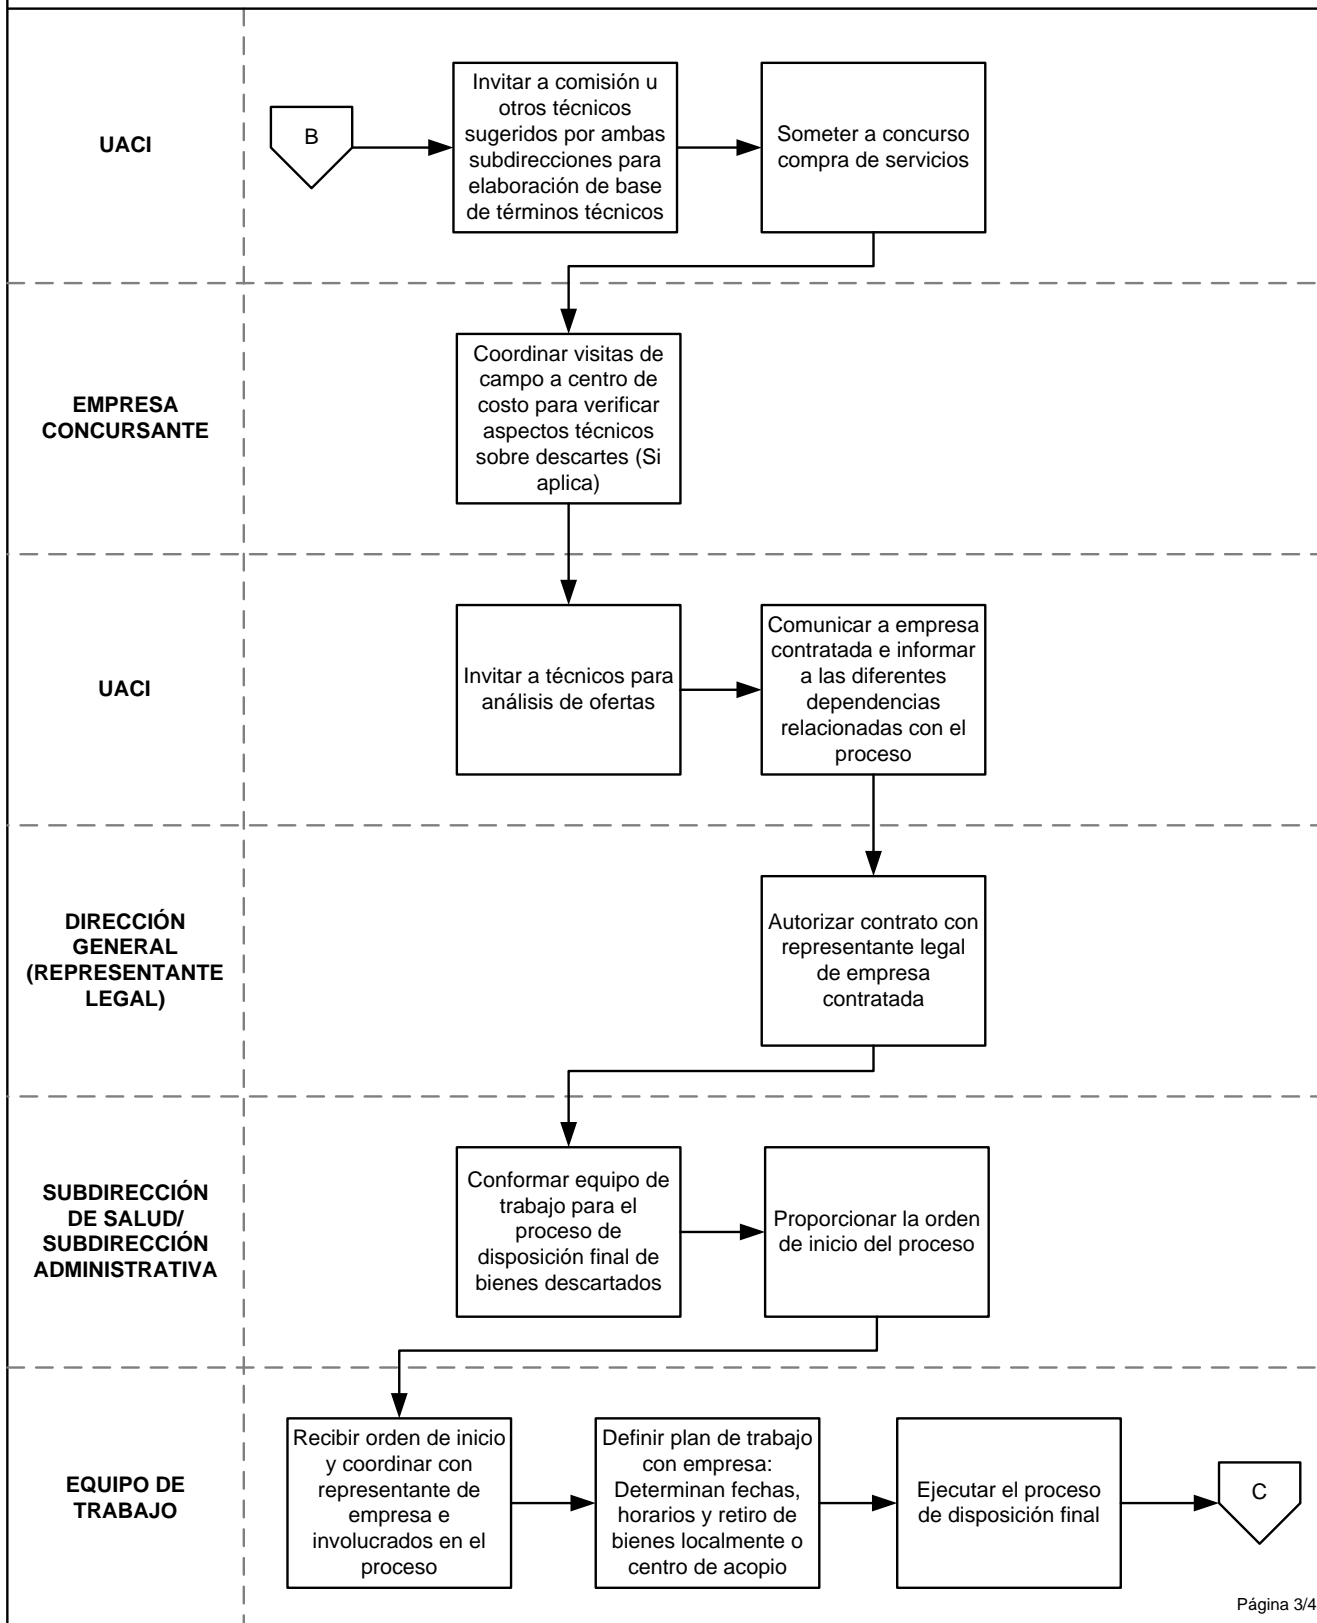 UACI
B
Invitar a comisión u
otros técnicos
sugeridos por ambas
subdirecciones para
elaboración de base
de términos técnicos
Someter a concurso
compra de servicios
EMPRESA
CONCURSANTE
Coordinar visitas de
campo a centro de
costo para verificar
aspectos técnicos
sobre descartes (Si
aplica)
UACI
Invitar a técnicos para
análisis de ofertas
Comunicar a empresa
contratada e informar
a las diferentes
dependencias
relacionadas con el
proceso
DIRECCIÓN
GENERAL
(REPRESENTANTE
LEGAL)
Autorizar contrato con
representante legal
de empresa
contratada
SUBDIRECCIÓN
DE SALUD/
SUBDIRECCIÓN
ADMINISTRATIVA
Conformar equipo de
trabajo para el
proceso de
disposición final de
bienes descartados
Proporcionar la orden
de inicio del proceso
EQUIPO DE
TRABAJO
Recibir orden de inicio
y coordinar con
representante de
empresa e
involucrados en el
proceso
Definir plan de trabajo
con empresa:
Determinan fechas,
horarios y retiro de
bienes localmente o
centro de acopio
Ejecutar el proceso
de disposición final
C
Página 3/4